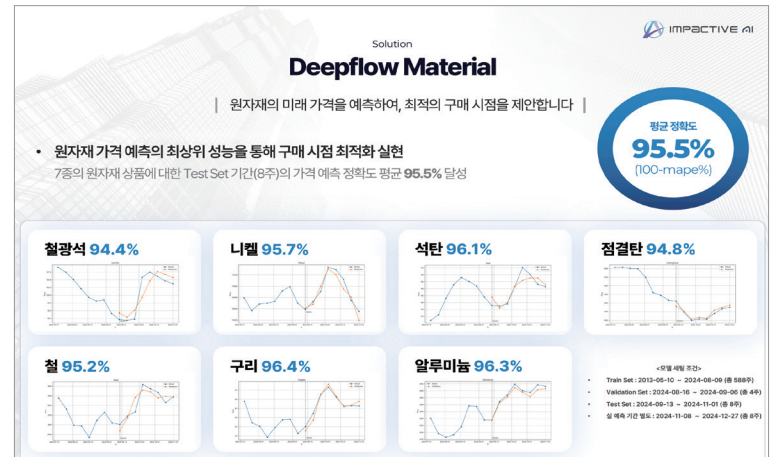 IMPACTIVE AI
Solution
Deepflow Material
원자재의 미래 가격을 예측하여, 최적의 구매 시점을 제안합니다
평균 정확도
95.5%
(100-mape%)
• 원자재 가격 예측의 최상위 성능을 통해 구매 시점 최적화 실현
7종의 원자재 상품에 대한 Test Set 기간(8주)의 가격 예측 정확도 평균 95.5% 달성
철광석 94.4%
니켈 95.7%
석탄 96.1%
점결탄 94.8%
철 95.2%
구리 96.4%
알루미늄 96.3%
<모델 세팅 조건>
• Train Set : 2013-05-10 ~ 2024-08-09 (총 588주)
• Validation Set : 2024-08-16 ~ 2024-09-06 (총 4주)
• Test Set : 2024-09-13 ~ 2024-11-01 (총 8주)
• 실 예측 기간 별도 : 2024-11-08 ~ 2024-12-27 (총 8주)